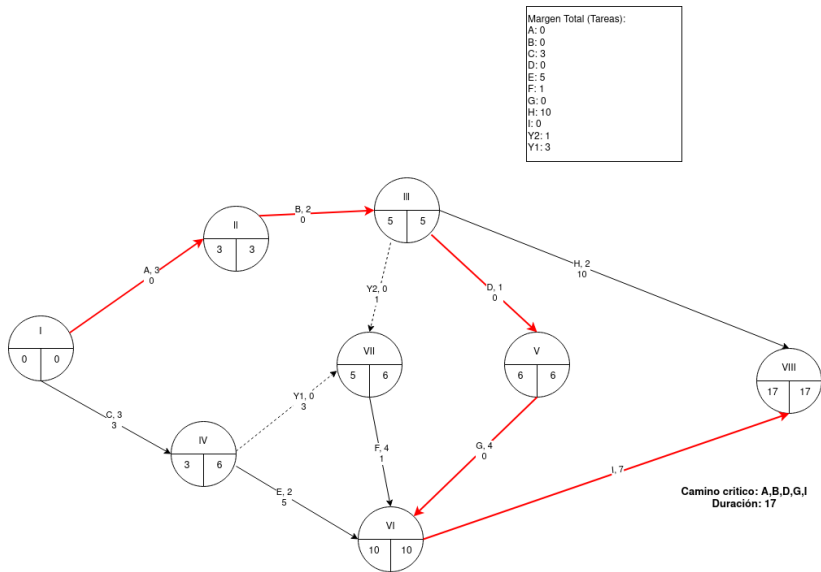 Margen Total (Tareas):
A: 0
B: 0
C: 3
D: 0
E: 5
F: 1
G: 0
H: 10
I: 0
Y2: 1
Y1: 3
III
5 5
B, 2
0
II
3 3
H, 2
10
A, 3
0
Y2, 0
1
D, 1
0
I
0 0
VII
5 6
V
6 6
VIII
17 17
Y1, 0
3
C, 3
3
IV
3 6
F, 4
1
G, 4
0
I, 7
E, 2
5
Camino critico: A,B,D,G,I
Duración: 17
VI
10 10